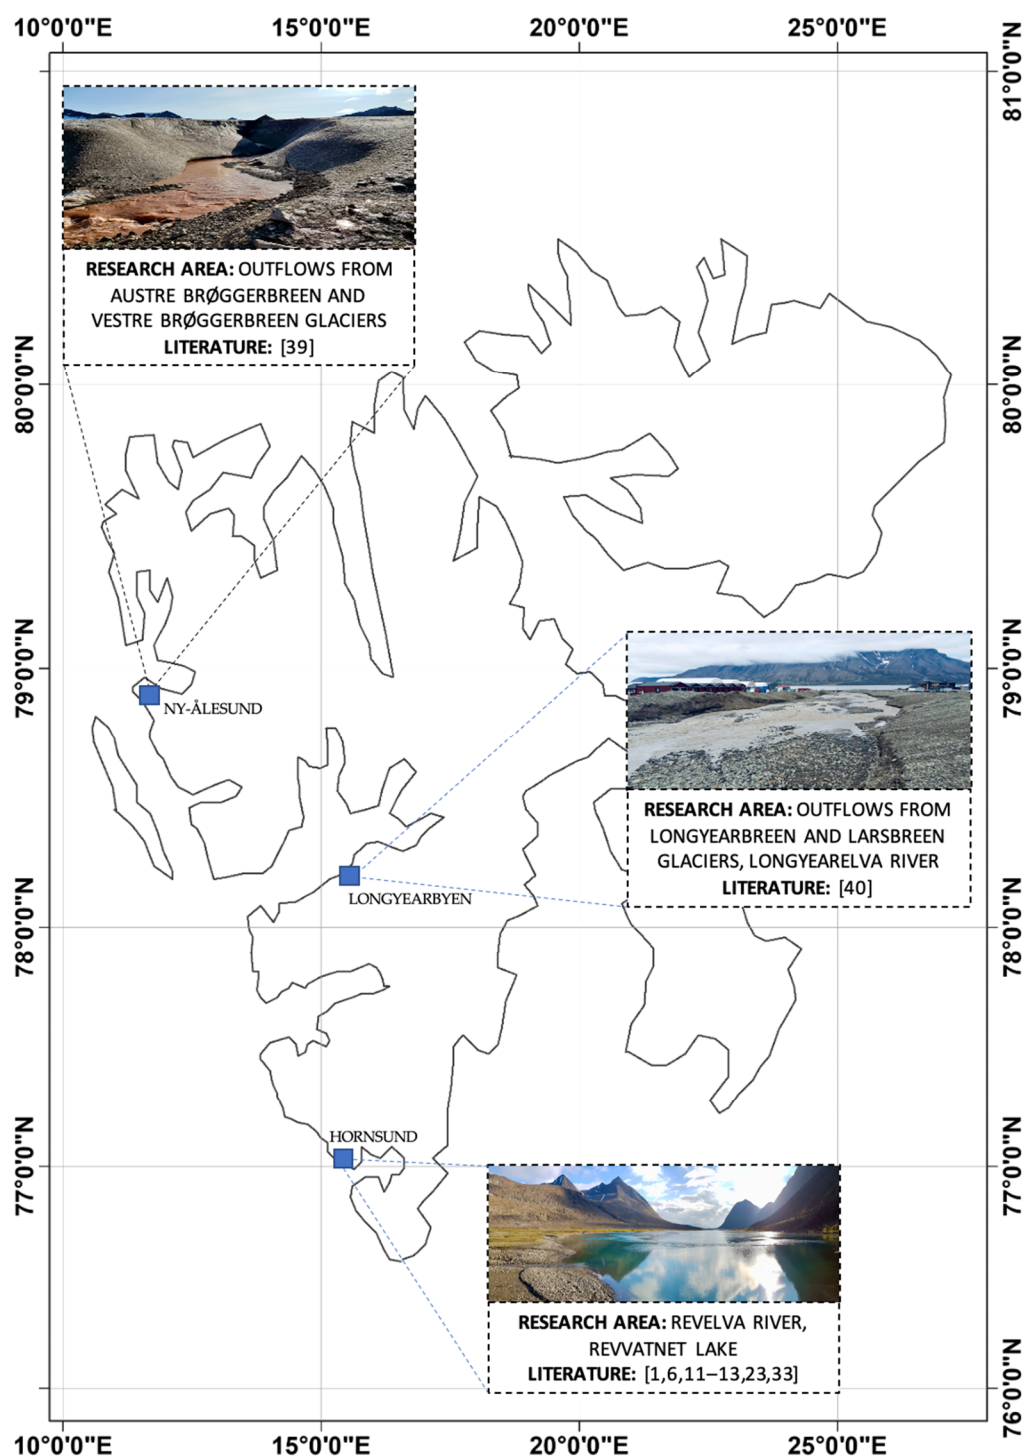 10°0'0"E 15°0'0"E 20°0'0"E 25°0'0"E
81°0'0"N
RESEARCH AREA: OUTFLOWS FROM
AUSTRE BRØGGERBREEN AND
VESTRE BRØGGERBREEN GLACIERS
LITERATURE: [39]
80°0'0"N 80°0'0"N
79°0'0"N 79°0'0"N
NY-ÅLESUND
RESEARCH AREA: OUTFLOWS FROM
LONGYEARBREEN AND LARSBREEN
GLACIERS, LONGYEARELVA RIVER
LITERATURE: [40]
LONGYEARBYEN
78°0'0"N 78°0'0"N
HORNSUND
77°0'0"N 77°0'0"N
RESEARCH AREA: REVELVA RIVER,
REVVATNET LAKE
LITERATURE: [1,6,11–13,23,33]
76°0'0"N 76°0'0"N
10°0'0"E 15°0'0"E 20°0'0"E 25°0'0"E